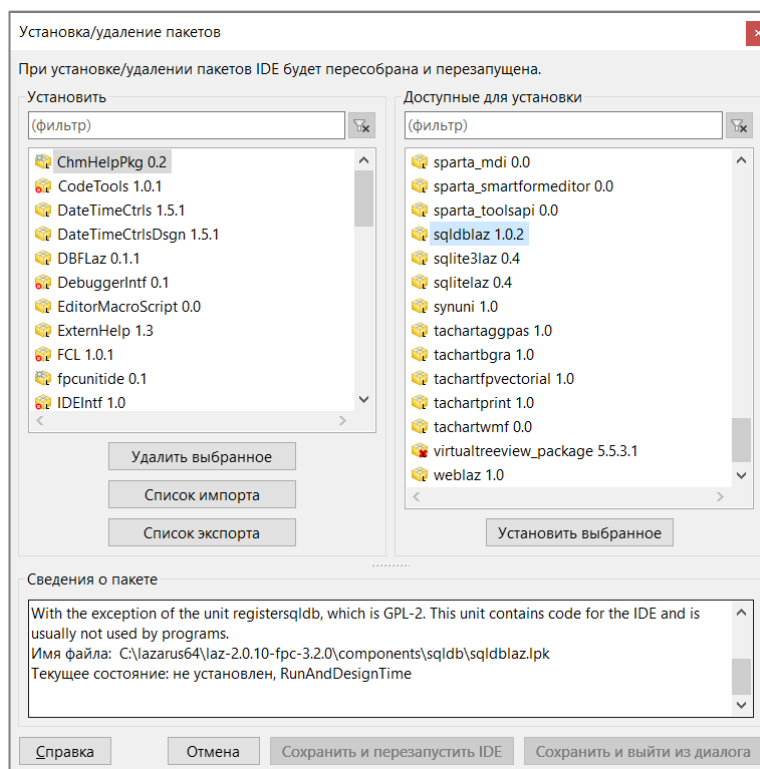 Установка/удаление пакетов
При установке/удалении пакетов IDE будет пересобрана и перезапущена.
Установить
(фильтр)
ChmHelpPkg 0.2
CodeTools 1.0.1
DateTimeCtrls 1.5.1
DateTimeCtrlsDsgn 1.5.1
DBFLaz 0.1.1
DebuggerIntf 0.1
EditorMacroScript 0.0
ExternHelp 1.3
FCL 1.0.1
fpcunitide 0.1
IDEIntf 1.0
Удалить выбранное
Список импорта
Список экспорта
Доступные для установки
(фильтр)
sparta_mdi 0.0
sparta_smartformeditor 0.0
sparta_toolsapi 0.0
sqldblaz 1.0.2
sqlite3laz 0.4
sqlitelaz 0.4
synuni 1.0
tachartaggpas 1.0
tachartbgra 1.0
tachartfpvectorial 1.0
tachartprint 1.0
tachartwmf 0.0
virtualtreeview_package 5.5.3.1
weblaz 1.0
Установить выбранное
Сведения о пакете
With the exception of the unit registersqldb, which is GPL-2. This unit contains code for the IDE and is
usually not used by programs.
Имя файла:  C:\lazarus64\laz-2.0.10-fpc-3.2.0\components\sqldb\sqldblaz.lpk
Текущее состояние: не установлен, RunAndDesignTime
Справка
Отмена
Сохранить и перезапустить IDE
Сохранить и выйти из диалога